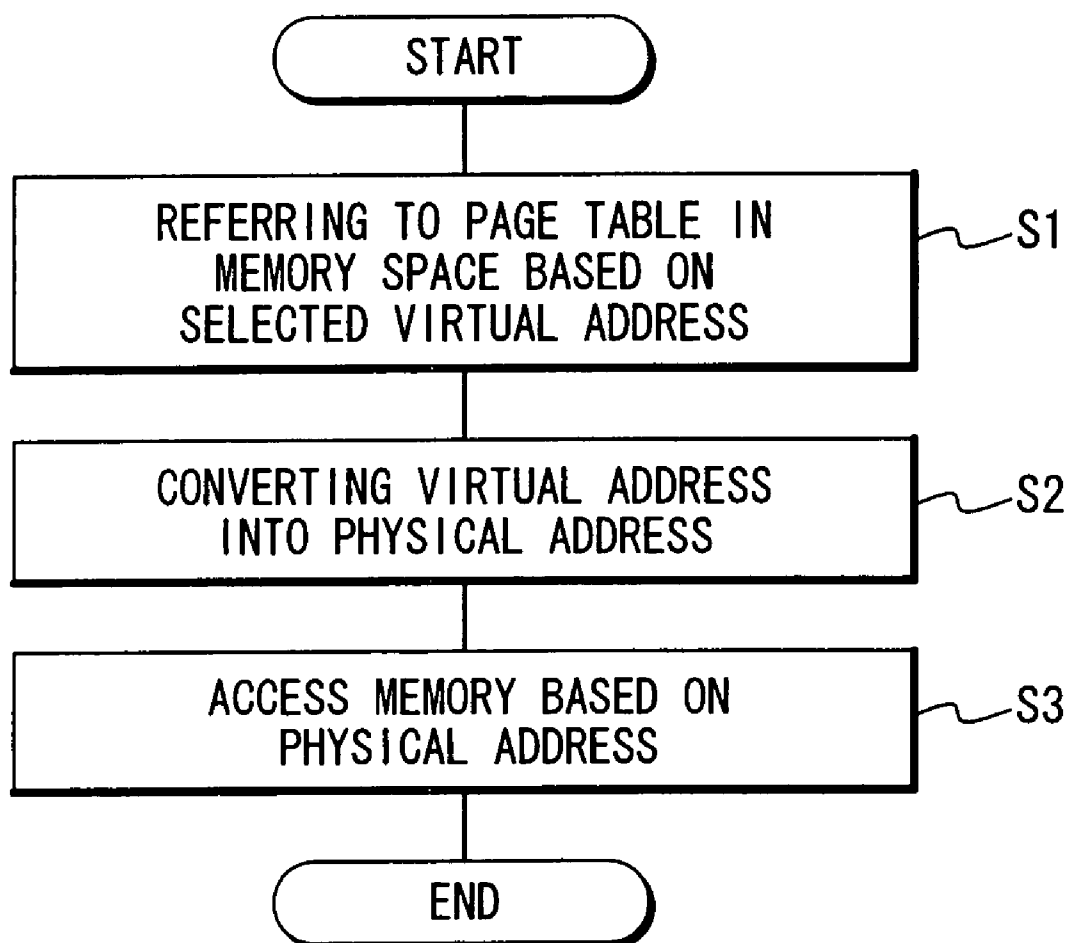 START
REFERRING TO PAGE TABLE IN
MEMORY SPACE BASED ON
SELECTED VIRTUAL ADDRESS
S1
CONVERTING VIRTUAL ADDRESS
INTO PHYSICAL ADDRESS
S2
ACCESS MEMORY BASED ON
PHYSICAL ADDRESS
S3
END